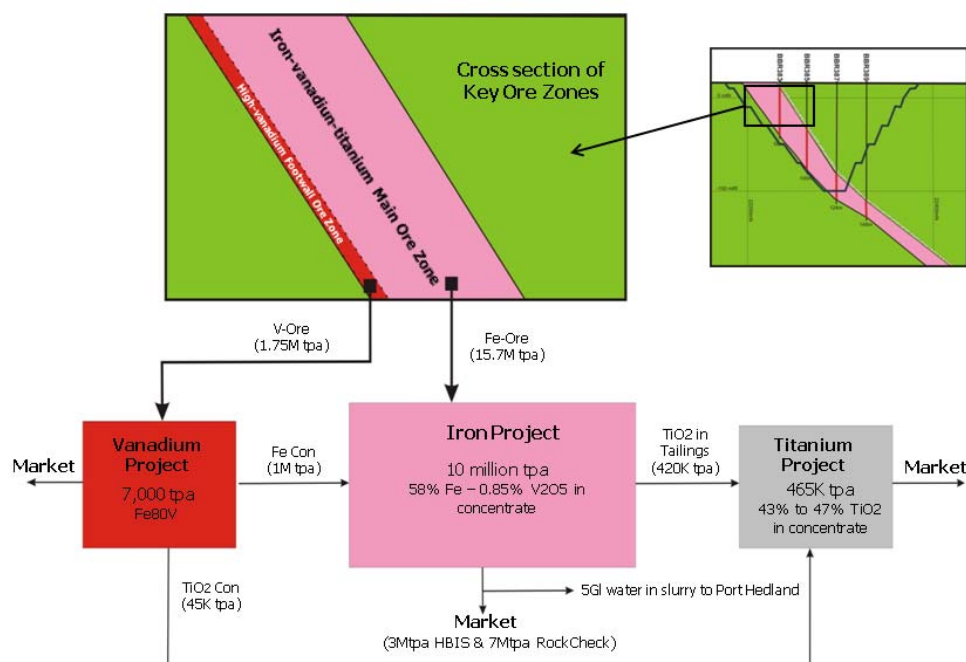 Iron-vanadiun-titanium Main Ore Zone
High-vanadium Footwall Ore Zone
Cross section of
Key Ore Zones
V-Ore
(1.75M tpa)
Fe-Ore
(15.7M tpa)
Vanadium
Project
7,000 tpa
Fe80V
Market
Fe Con
(1M tpa)
Iron Project
10 million tpa
58% Fe – 0.85% V2O5 in
concentrate
TiO2 in
Tailings
(420K tpa)
Titanium
Project
465K tpa
43% to 47% TiO2
in concentrate
Market
TiO2 Con
(45K tpa)
5Gl water in slurry to Port Hedland
Market
(3Mtpa HBIS & 7Mtpa RockCheck)